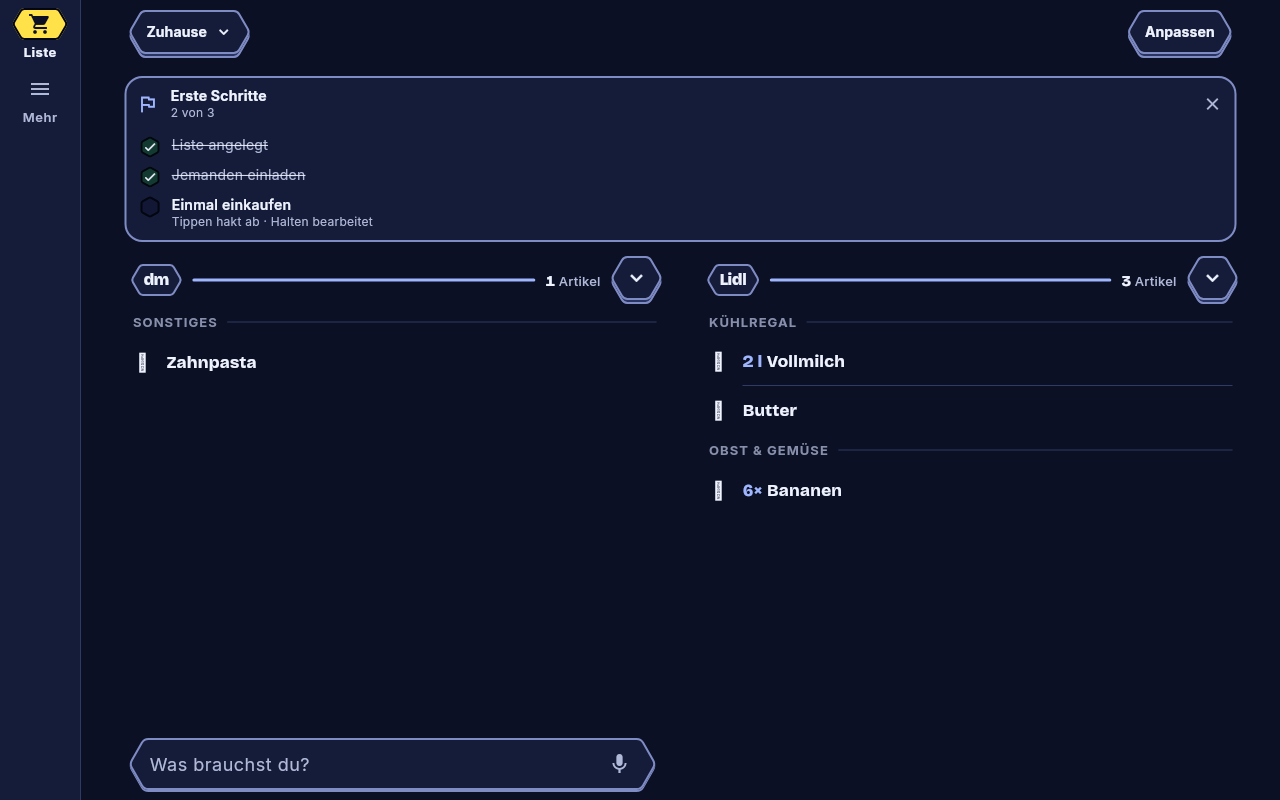 Liste
Mehr
Zuhause
Anpassen
Erste Schritte
2 von 3
Liste angelegt
Jemanden einladen
Einmal einkaufen
Tippen hakt ab · Halten bearbeitet
dm
1 Artikel
SONSTIGES
Zahnpasta
Lidl
3 Artikel
KÜHLREGAL
2 l Vollmilch
Butter
OBST & GEMÜSE
6× Bananen
Was brauchst du?